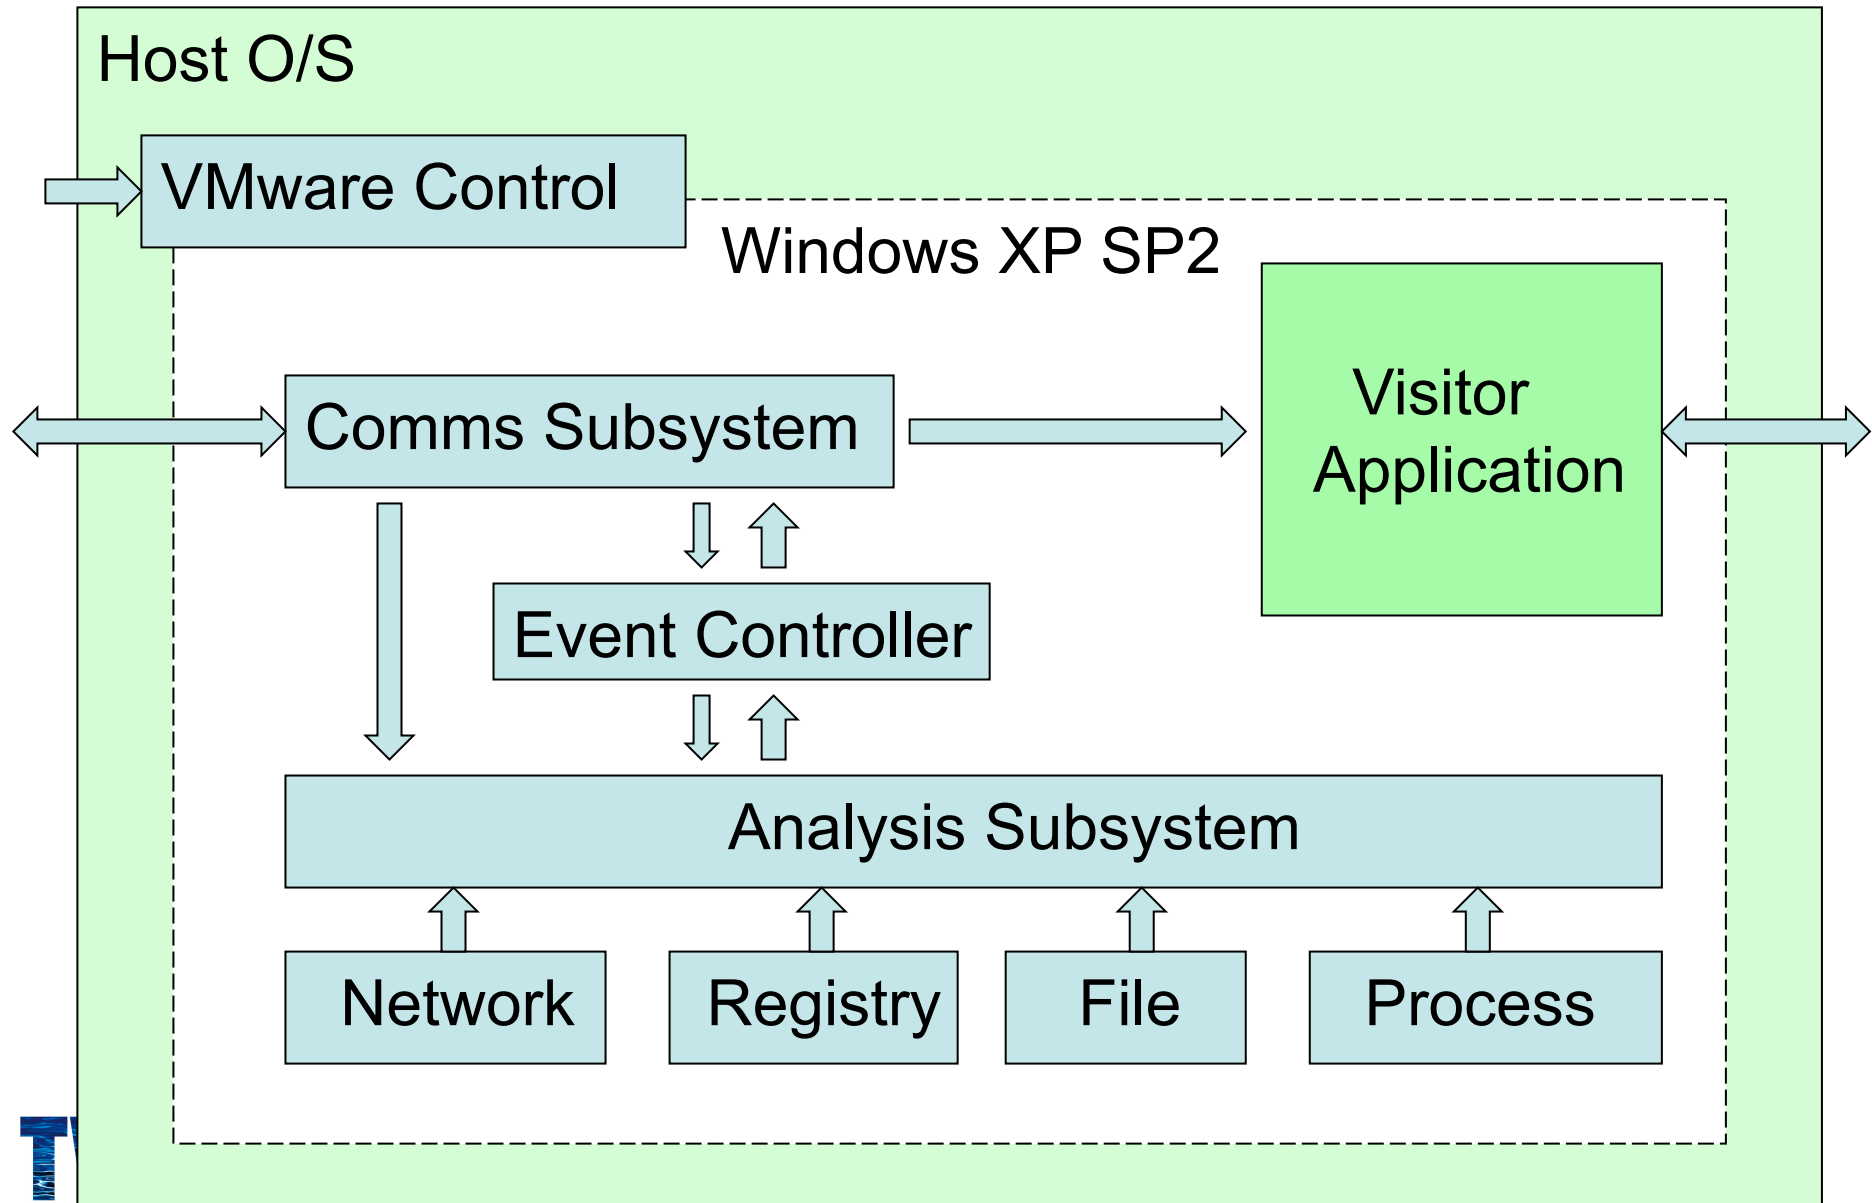 Host O/S
VMware Control
Windows XP SP2
Visitor
Application
Comms Subsystem
Event Controller
Analysis Subsystem
Network
Registry
File
Process